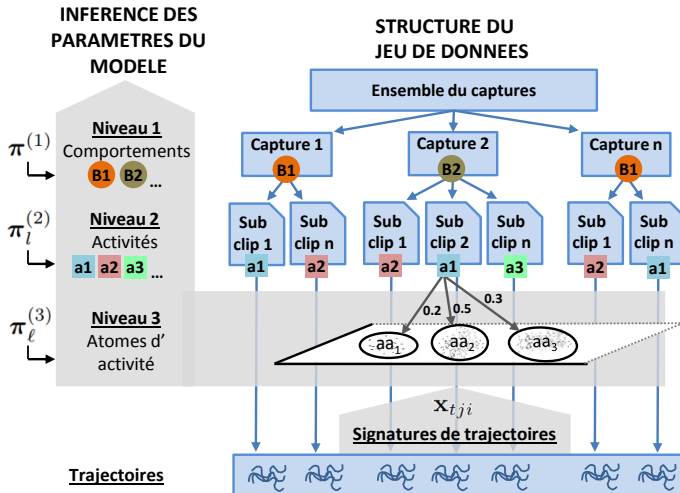 INFERENCE DES
PARAMETRES DU
MODELE
STRUCTURE DU
JEU DE DONNEES
Ensemble du captures
π^(1)
Niveau 1
Comportements
B1 B2 ...
Capture 1
B1
Capture 2
B2
Capture n
B1
π_l^(2)
Niveau 2
Activités
a1 a2 a3 ...
Sub
clip 1
a1
Sub
clip n
a2
Sub
clip 1
a2
Sub
clip 2
a1
Sub
clip n
a3
Sub
clip 1
a2
Sub
clip n
a1
π_ℓ^(3)
Niveau 3
Atomes d’
activité
0.2 0.5 0.3
aa₁ aa₂ aa₃
x_tji
Signatures de trajectoires
Trajectoires